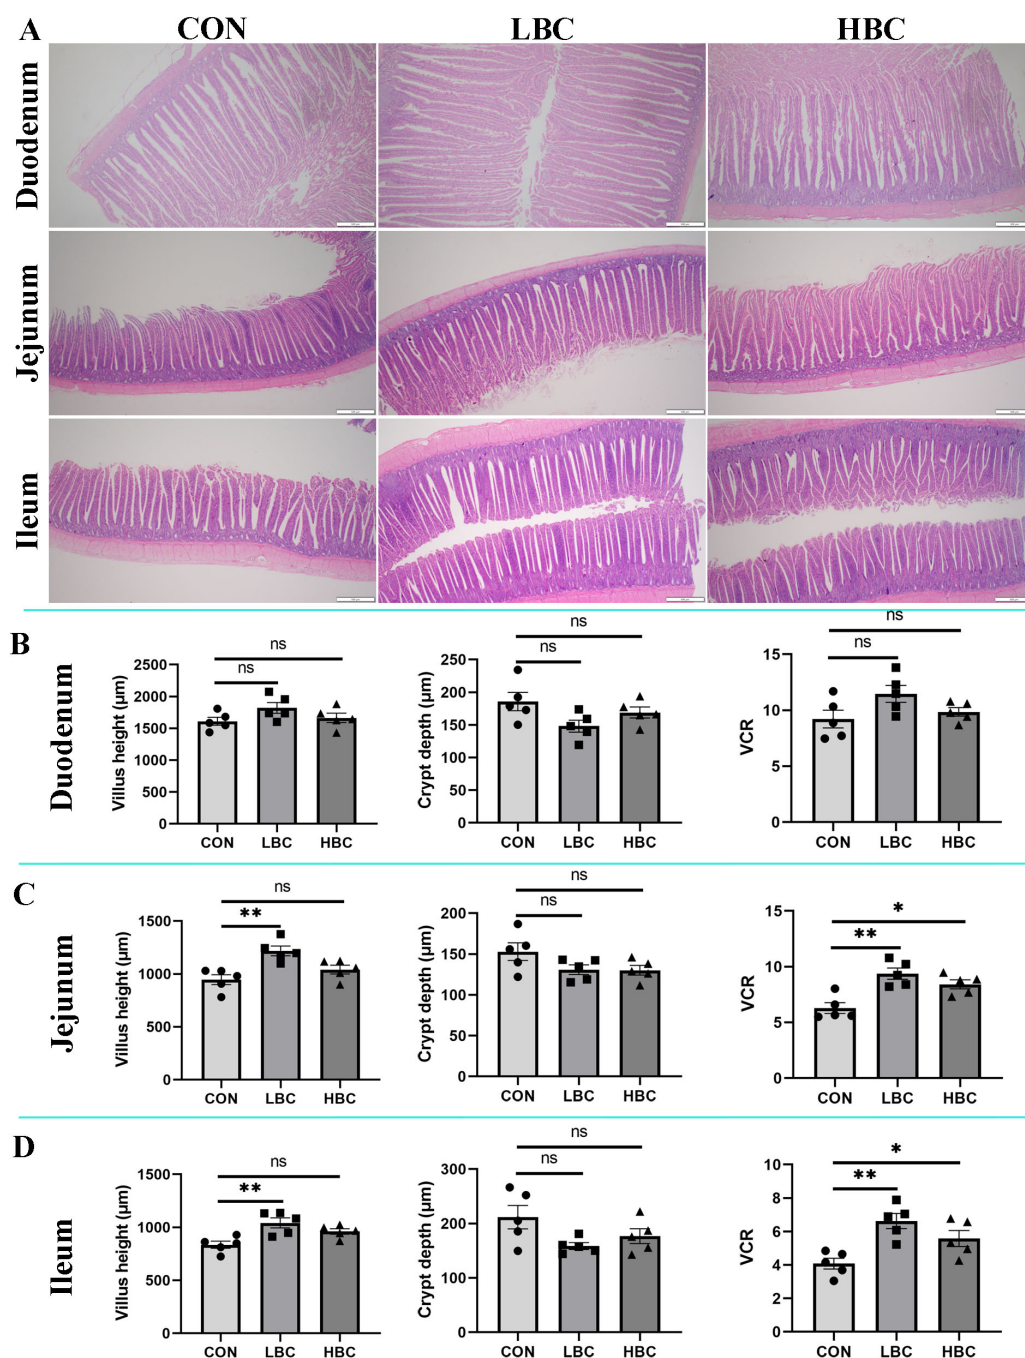 A
CON
LBC
HBC
Duodenum
Jejunum
Ileum
B
Duodenum
Villus height (μm)
2500
2000
1500
1000
500
0
ns
ns
CON
LBC
HBC
Crypt depth (μm)
250
200
150
100
50
0
ns
ns
CON
LBC
HBC
VCR
15
10
5
0
ns
ns
CON
LBC
HBC
C
Jejunum
Villus height (μm)
1500
1000
500
0
ns
**
CON
LBC
HBC
Crypt depth (μm)
200
150
100
50
0
ns
ns
CON
LBC
HBC
VCR
15
10
5
0
*
**
CON
LBC
HBC
D
Ileum
Villus height (μm)
1500
1000
500
0
ns
**
CON
LBC
HBC
Crypt depth (μm)
300
200
100
0
ns
ns
CON
LBC
HBC
VCR
10
8
6
4
2
0
*
**
CON
LBC
HBC